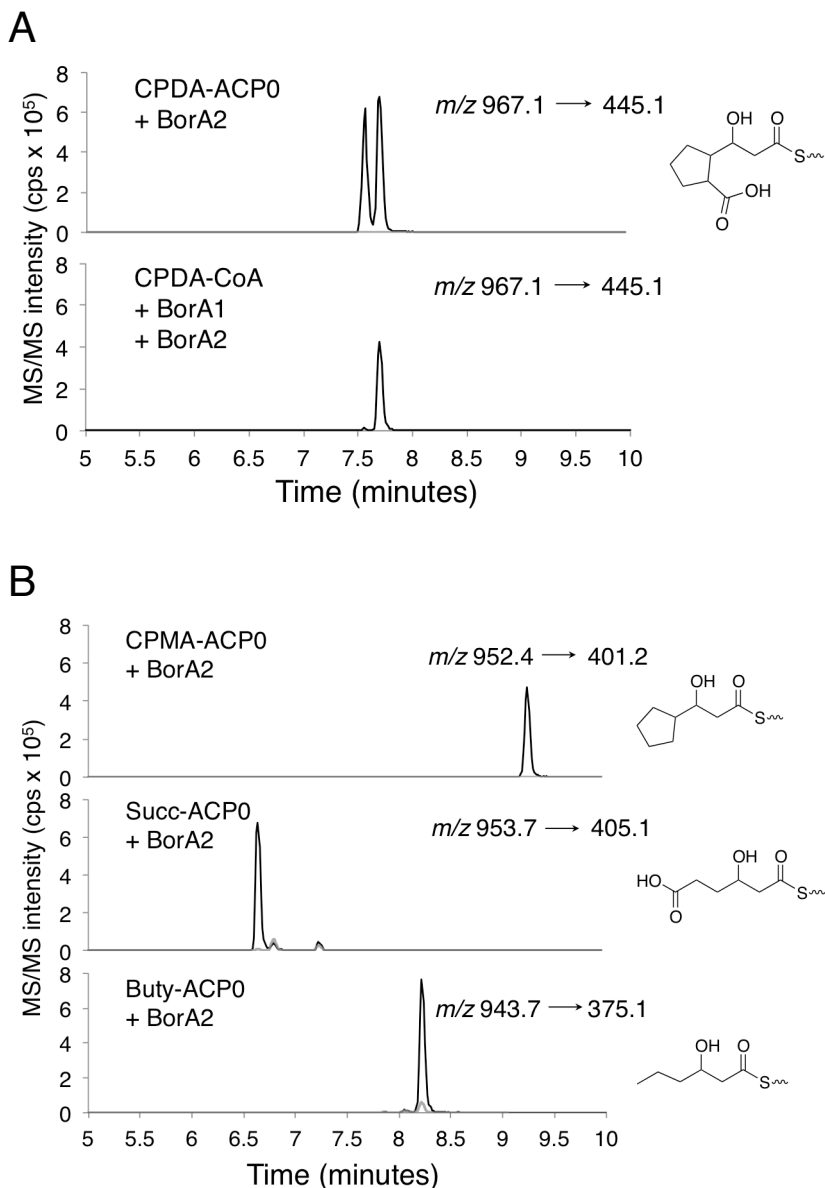 A
MS/MS intensity (cps x 10⁵)
8
6
4
2
0
CPDA-ACP0
+ BorA2
m/z 967.1 → 445.1
OH
O
S
OH
O
8
6
4
2
0
CPDA-CoA
+ BorA1
+ BorA2
m/z 967.1 → 445.1
5 5.5 6 6.5 7 7.5 8 8.5 9 9.5 10
Time (minutes)
B
MS/MS intensity (cps x 10⁵)
8
6
4
2
0
CPMA-ACP0
+ BorA2
m/z 952.4 → 401.2
OH O
S
8
6
4
2
0
Succ-ACP0
+ BorA2
m/z 953.7 → 405.1
OH O
HO
S
O
8
6
4
2
0
Buty-ACP0
+ BorA2
m/z 943.7 → 375.1
OH O
S
5 5.5 6 6.5 7 7.5 8 8.5 9 9.5 10
Time (minutes)